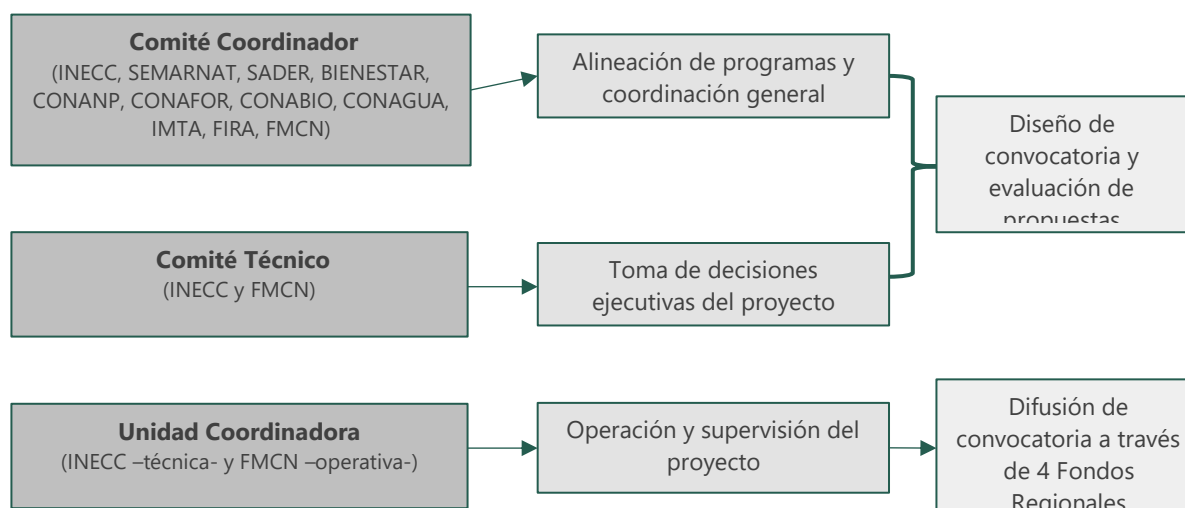 Comité Coordinador
(INECC, SEMARNAT, SADER, BIENESTAR,
CONANP, CONAFOR, CONABIO, CONAGUA,
IMTA, FIRA, FMCN)
Alineación de programas y
coordinación general
Diseño de
convocatoria y
evaluación de
propuestas
Comité Técnico
(INECC y FMCN)
Toma de decisiones
ejecutivas del proyecto
Unidad Coordinadora
(INECC –técnica- y FMCN –operativa-)
Operación y supervisión del
proyecto
Difusión de
convocatoria a través
de 4 Fondos
Regionales